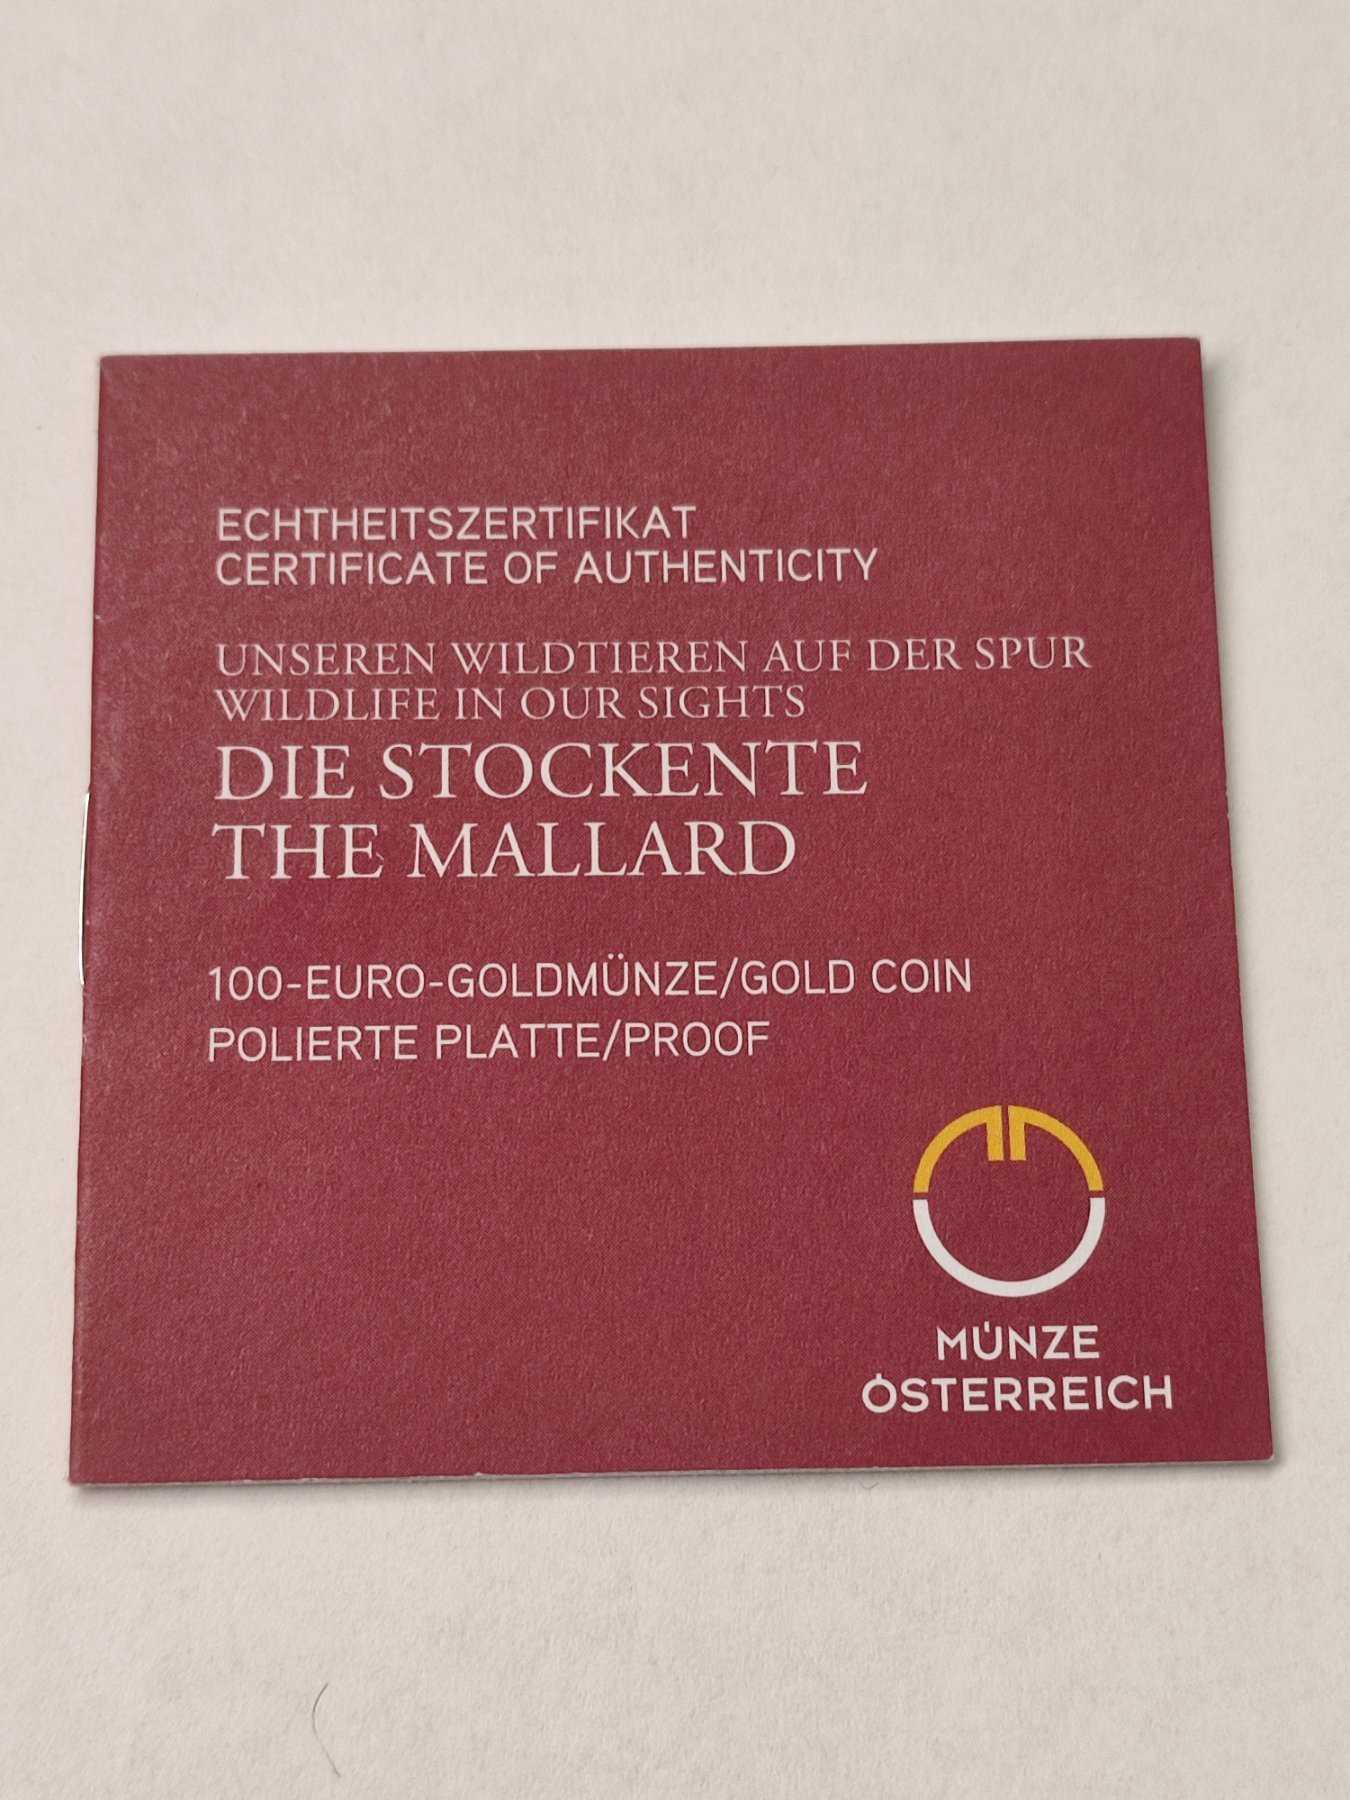 ECHTHEITSZERTIFIKAT
CERTIFICATE OF AUTHENTICITY
UNSEREN WILDTIEREN AUF DER SPUR
WILDLIFE IN OUR SIGHTS
DIE STOCKENTE
THE MALLARD
100-EURO-GOLDMÜNZE/GOLD COIN
POLIERTE PLATTE/PROOF
MÜNZE
ÖSTERREICH